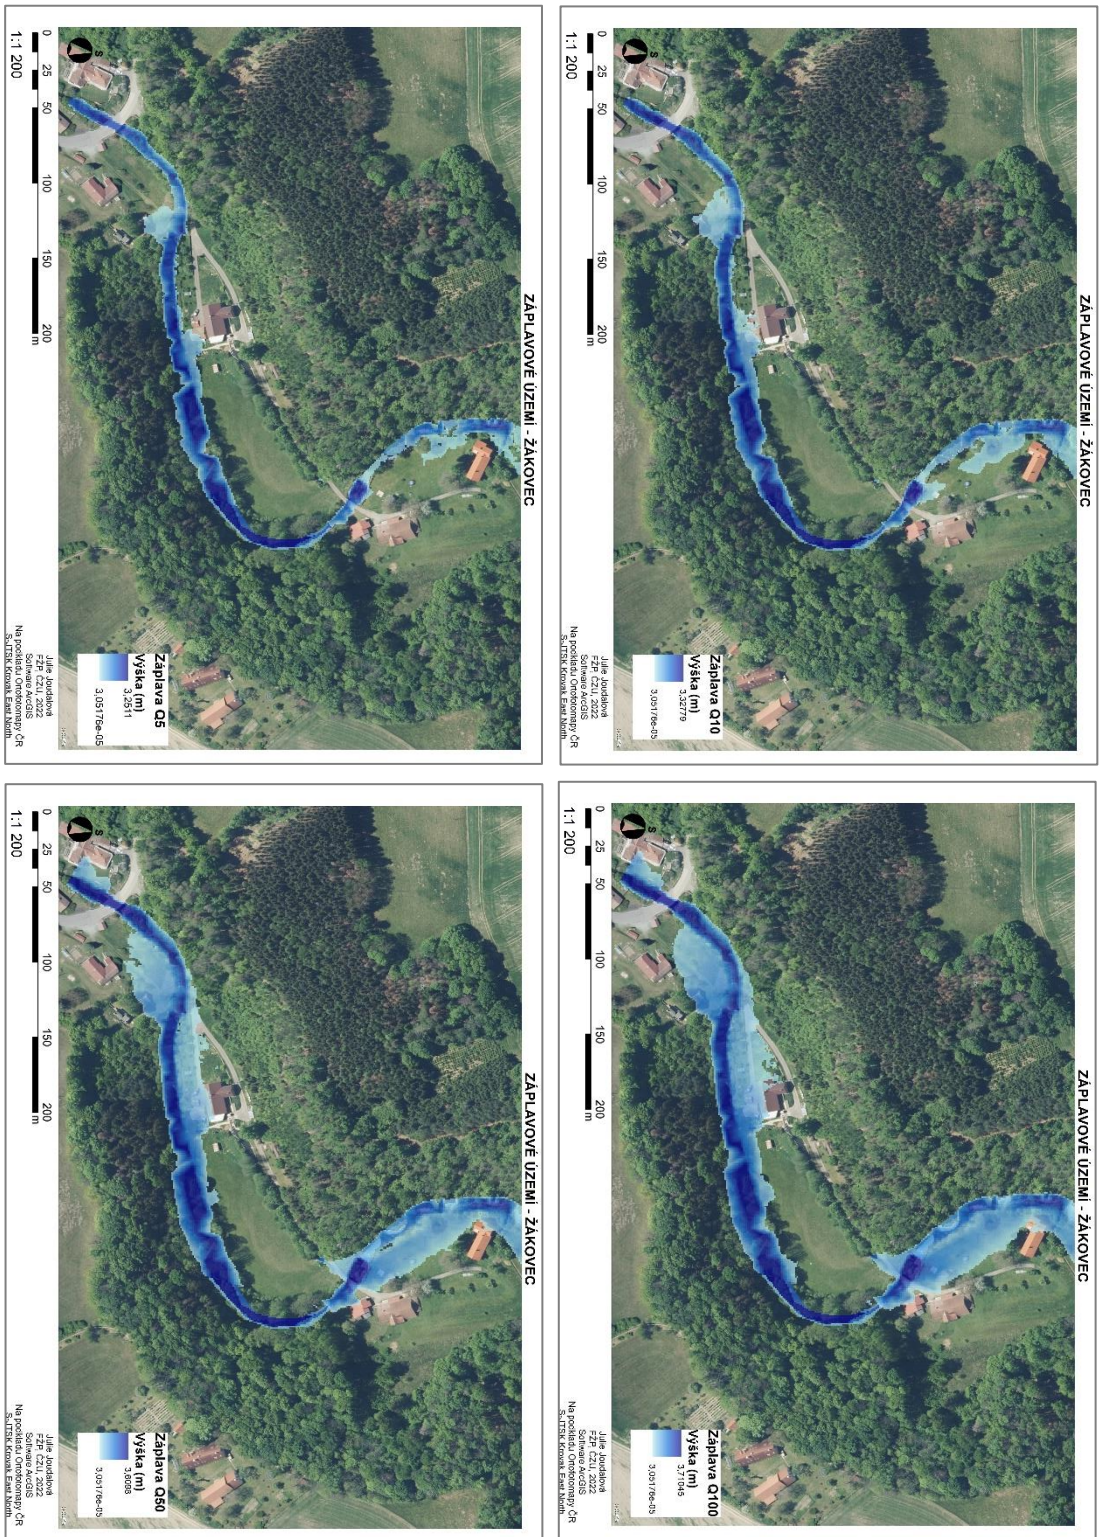 ZÁPLAVOVÉ ÚZEMÍ - ŽÁKOVEC
S
0 25 50 100 150 200
m
1:1 200
Záplava Q10
Výška (m)
3,32779
3,05176e-05
Julie Joudalová
FŽP, ČZU, 2022
Software ArcGIS
Na podkladu Ortofotomapy ČR
S-JTSK Krovak East North
ZÁPLAVOVÉ ÚZEMÍ - ŽÁKOVEC
S
0 25 50 100 150 200
m
1:1 200
Záplava Q100
Výška (m)
3,71045
3,05176e-05
Julie Joudalová
FŽP, ČZU, 2022
Software ArcGIS
Na podkladu Ortofotomapy ČR
S-JTSK Krovak East North
ZÁPLAVOVÉ ÚZEMÍ - ŽÁKOVEC
S
0 25 50 100 150 200
m
1:1 200
Záplava Q5
Výška (m)
3,2511
3,05176e-05
Julie Joudalová
FŽP, ČZU, 2022
Software ArcGIS
Na podkladu Ortofotomapy ČR
S-JTSK Krovak East North
ZÁPLAVOVÉ ÚZEMÍ - ŽÁKOVEC
S
0 25 50 100 150 200
m
1:1 200
Záplava Q50
Výška (m)
3,05176e-05
Julie Joudalová
FŽP, ČZU, 2022
Software ArcGIS
Na podkladu Ortofotomapy ČR
S-JTSK Krovak East North